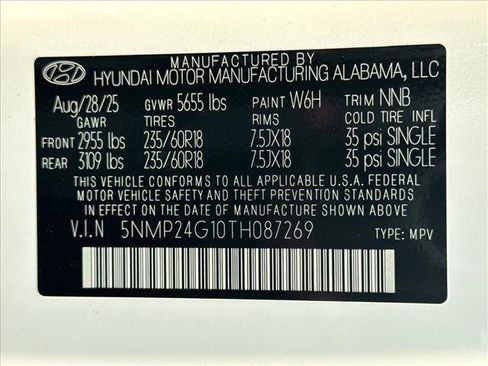 MANUFACTURED BY
HYUNDAI MOTOR MANUFACTURING ALABAMA, LLC
Aug/28/25 GVWR 5655 lbs PAINT W6H TRIM NNB
GAWR TIRES RIMS COLD TIRE INFL
FRONT 2955 lbs 235/60R18 7.5JX18 35 psi SINGLE
REAR 3109 lbs 235/60R18 7.5JX18 35 psi SINGLE
THIS VEHICLE CONFORMS TO ALL APPLICABLE U.S.A. FEDERAL
MOTOR VEHICLE SAFETY AND THEFT PREVENTION STANDARDS
IN EFFECT ON THE DATE OF MANUFACTURE SHOWN ABOVE.
V.I.N 5NMP24G10TH087269 TYPE: MPV